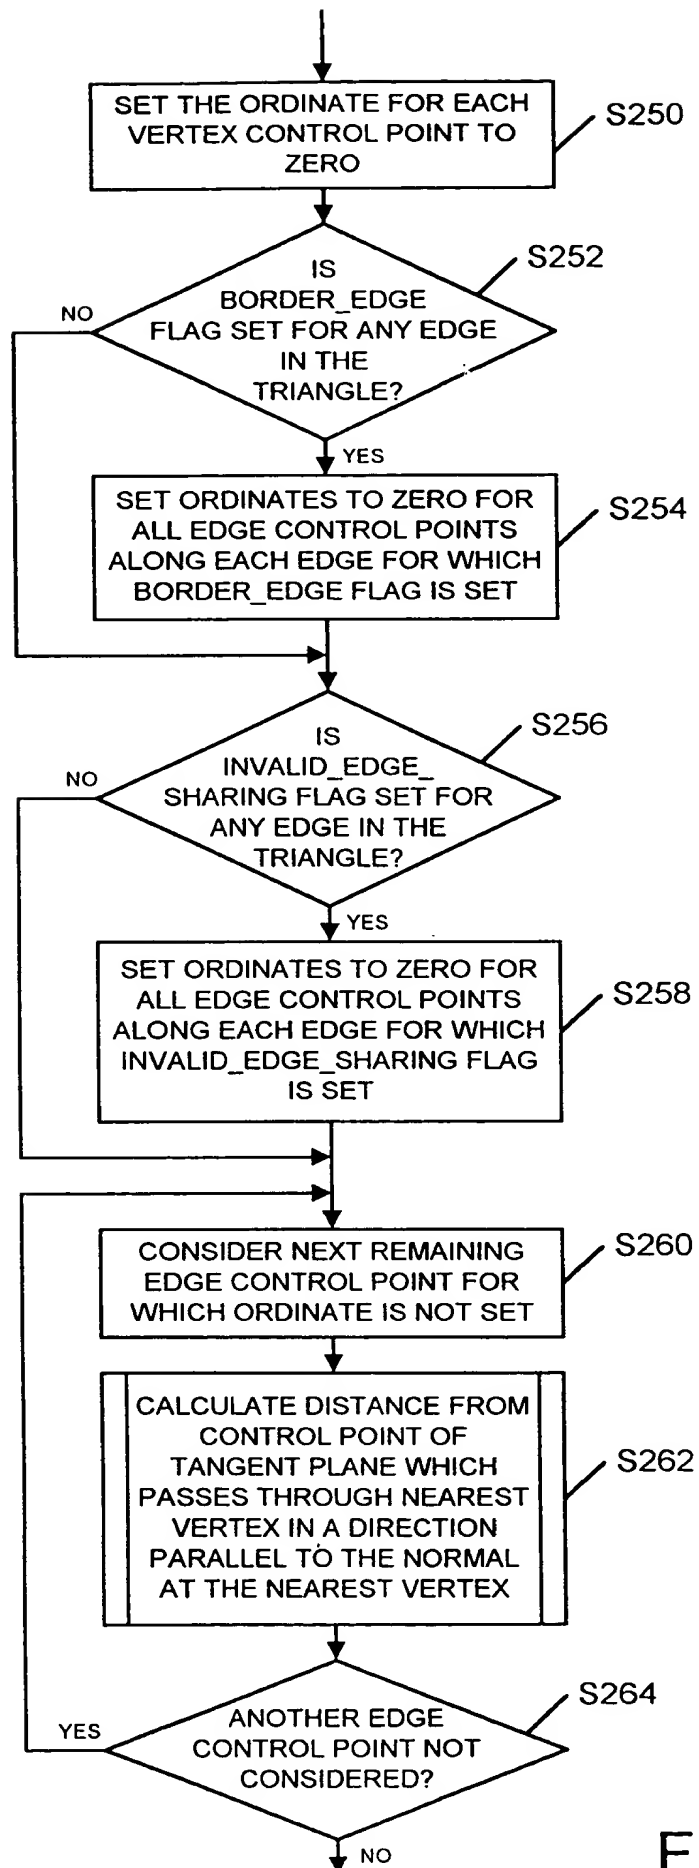 SET THE ORDINATE FOR EACH
VERTEX CONTROL POINT TO
ZERO
S250
IS
BORDER_EDGE
FLAG SET FOR ANY EDGE
IN THE
TRIANGLE?
S252
NO
YES
SET ORDINATES TO ZERO FOR
ALL EDGE CONTROL POINTS
ALONG EACH EDGE FOR WHICH
BORDER_EDGE FLAG IS SET
S254
IS
INVALID_EDGE_
SHARING FLAG SET FOR
ANY EDGE IN THE
TRIANGLE?
S256
NO
YES
SET ORDINATES TO ZERO FOR
ALL EDGE CONTROL POINTS
ALONG EACH EDGE FOR WHICH
INVALID_EDGE_SHARING FLAG
IS SET
S258
CONSIDER NEXT REMAINING
EDGE CONTROL POINT FOR
WHICH ORDINATE IS NOT SET
S260
CALCULATE DISTANCE FROM
CONTROL POINT OF
TANGENT PLANE WHICH
PASSES THROUGH NEAREST
VERTEX IN A DIRECTION
PARALLEL TO THE NORMAL
AT THE NEAREST VERTEX
S262
ANOTHER EDGE
CONTROL POINT NOT
CONSIDERED?
S264
YES
NO